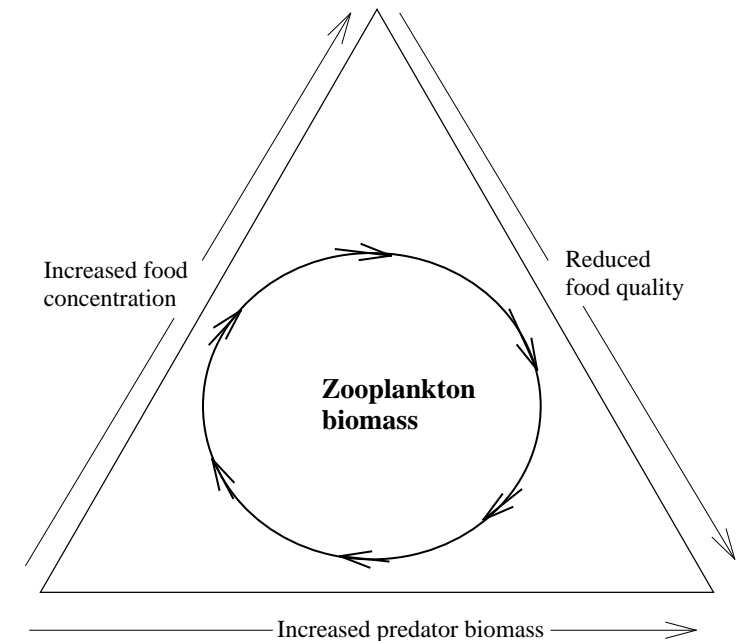 Increased food
concentration
Reduced
food quality
Zooplankton
biomass
Increased predator biomass